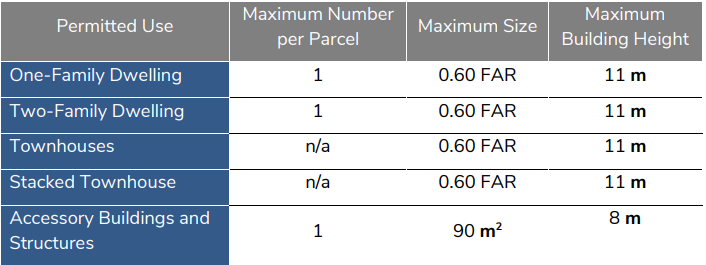 Permitted Use
Maximum Number
per Parcel
Maximum Size
Maximum
Building Height
One-Family Dwelling
1
0.60 FAR
11 m
Two-Family Dwelling
1
0.60 FAR
11 m
Townhouses
n/a
0.60 FAR
11 m
Stacked Townhouse
n/a
0.60 FAR
11 m
Accessory Buildings and
Structures
1
90 m²
8 m